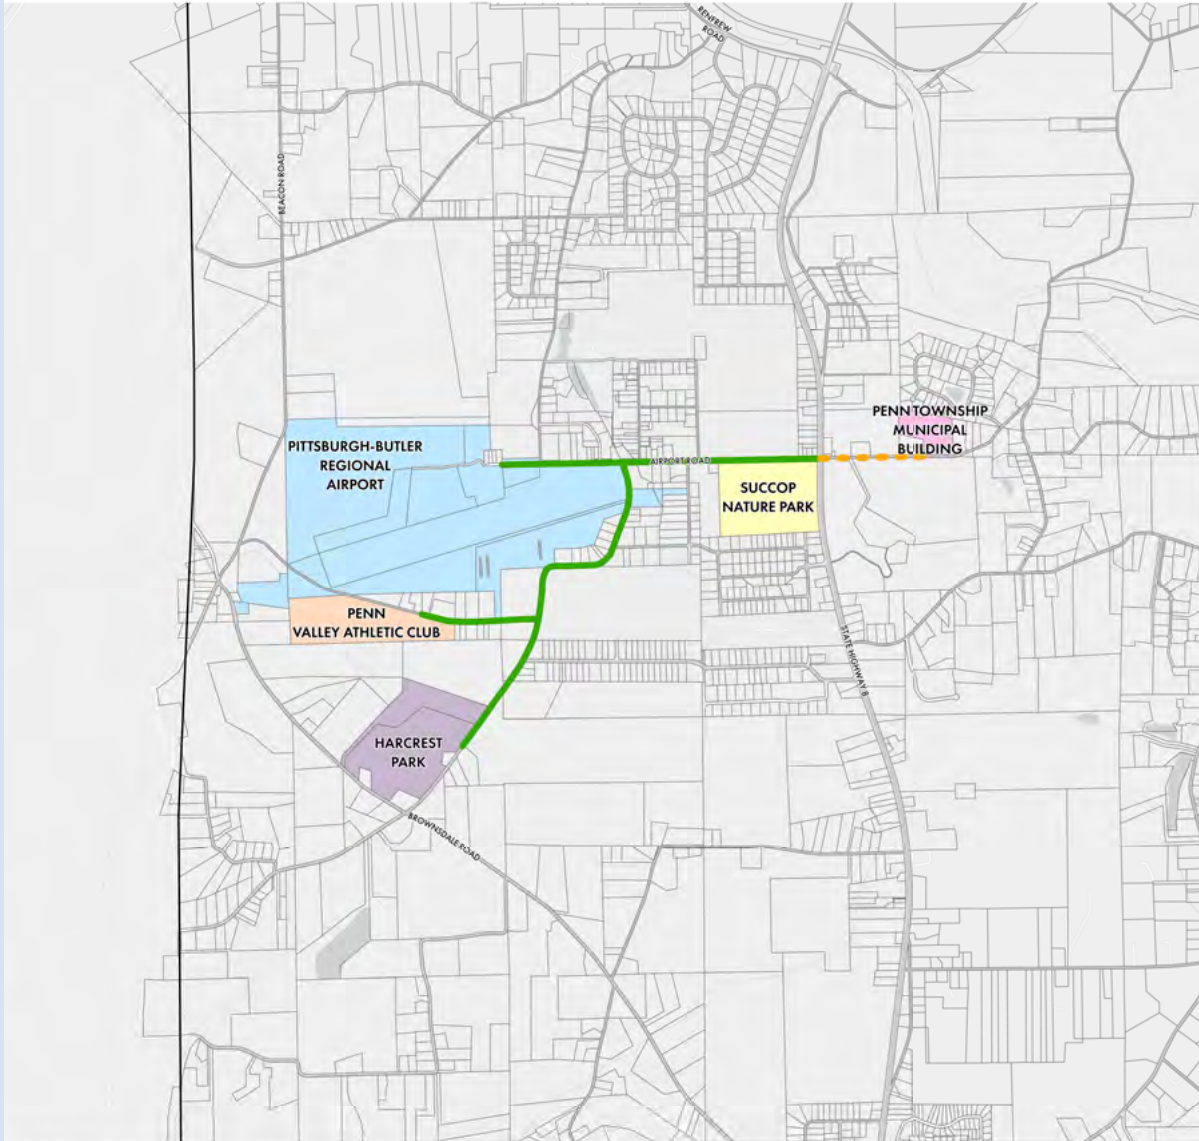 RENFREW
ROAD
BEACON ROAD
PENN TOWNSHIP
MUNICIPAL
BUILDING
PITTSBURGH-BUTLER
REGIONAL
AIRPORT
AIRPORT ROAD
SUCCOP
NATURE PARK
PENN
VALLEY ATHLETIC CLUB
STATE HIGHWAY 8
HARCREST
PARK
BROWNSDALE ROAD